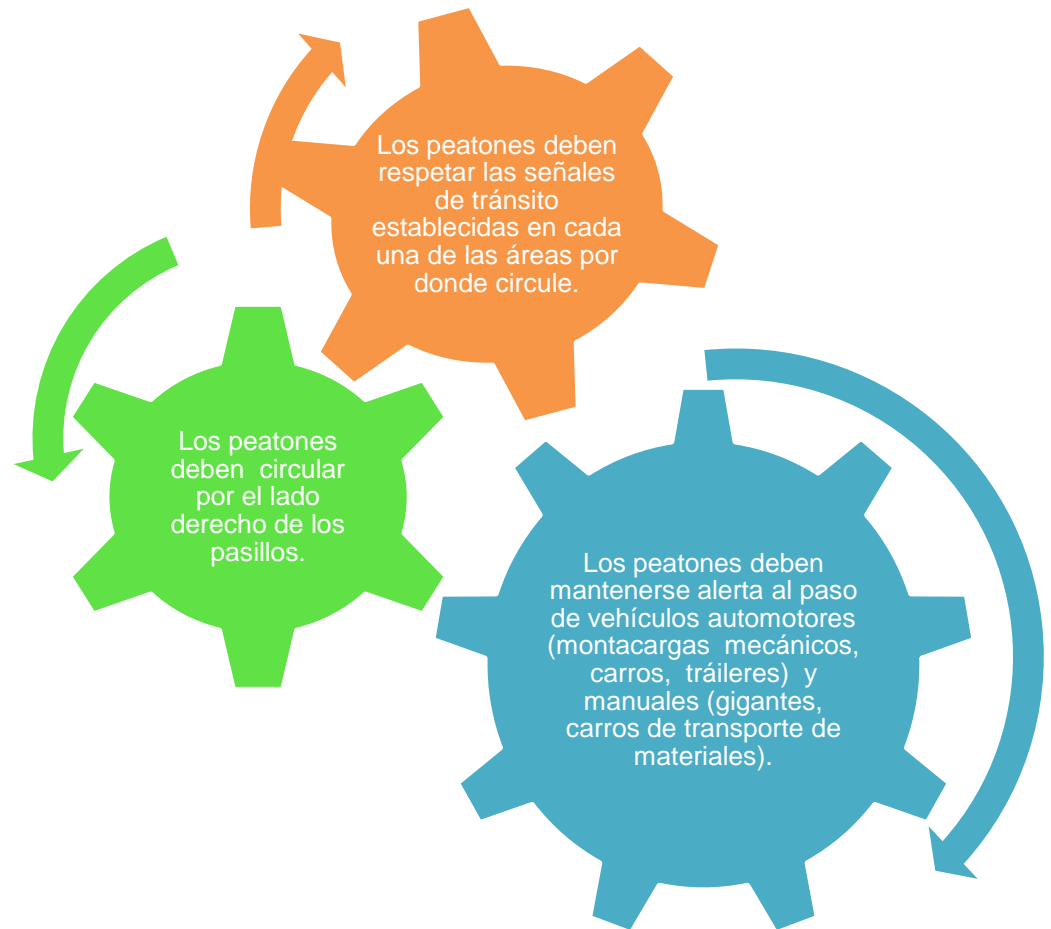 Los peatones deben
respetar las señales
de tránsito
establecidas en cada
una de las áreas por
donde circule.
Los peatones
deben circular
por el lado
derecho de los
pasillos.
Los peatones deben
mantenerse alerta al paso
de vehículos automotores
(montacargas mecánicos,
carros, tráileres) y
manuales (gigantes,
carros de transporte de
materiales).